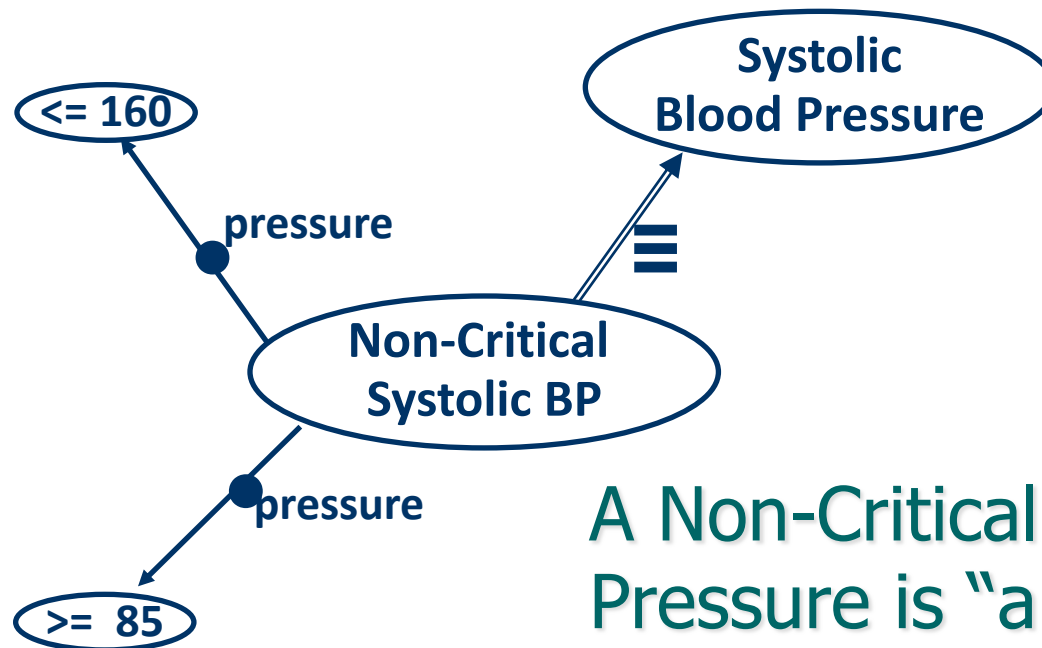 Systolic
Blood Pressure
<= 160
pressure
≡
Non-Critical
Systolic BP
pressure
>= 85
A Non-Critical
Pressure is “a